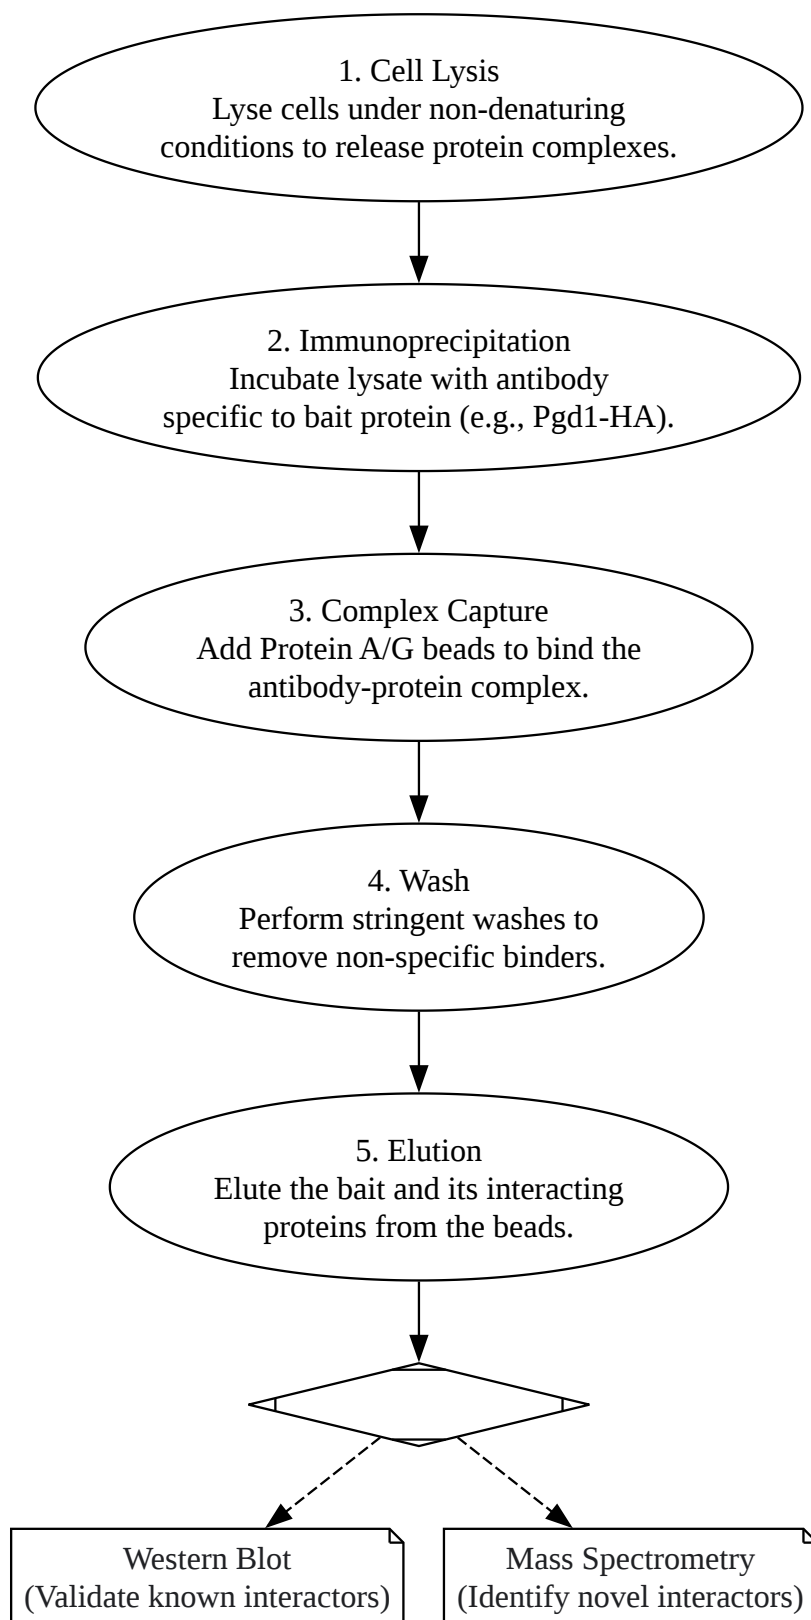 1. Cell Lysis
Lyse cells under non-denaturing
conditions to release protein complexes.
2. Immunoprecipitation
Incubate lysate with antibody
specific to bait protein (e.g., Pgd1-HA).
3. Complex Capture
Add Protein A/G beads to bind the
antibody-protein complex.
4. Wash
Perform stringent washes to
remove non-specific binders.
5. Elution
Elute the bait and its interacting
proteins from the beads.
Western Blot
(Validate known interactors)
Mass Spectrometry
(Identify novel interactors)